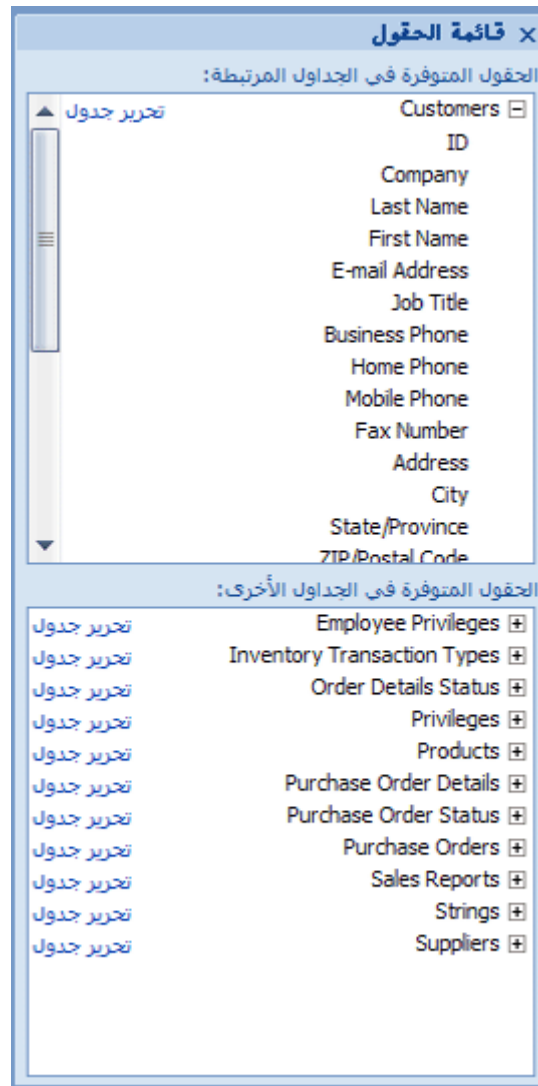 قائمة الحقول ×
الحقول المتوفرة في الجداول المرتبطة:
Customers تحرير جدول
ID
Company
Last Name
First Name
E-mail Address
Job Title
Business Phone
Home Phone
Mobile Phone
Fax Number
Address
City
State/Province
ZIP/Postal Code
الحقول المتوفرة في الجداول الأخرى:
Employee Privileges تحرير جدول
Inventory Transaction Types تحرير جدول
Order Details Status تحرير جدول
Privileges تحرير جدول
Products تحرير جدول
Purchase Order Details تحرير جدول
Purchase Order Status تحرير جدول
Purchase Orders تحرير جدول
Sales Reports تحرير جدول
Strings تحرير جدول
Suppliers تحرير جدول